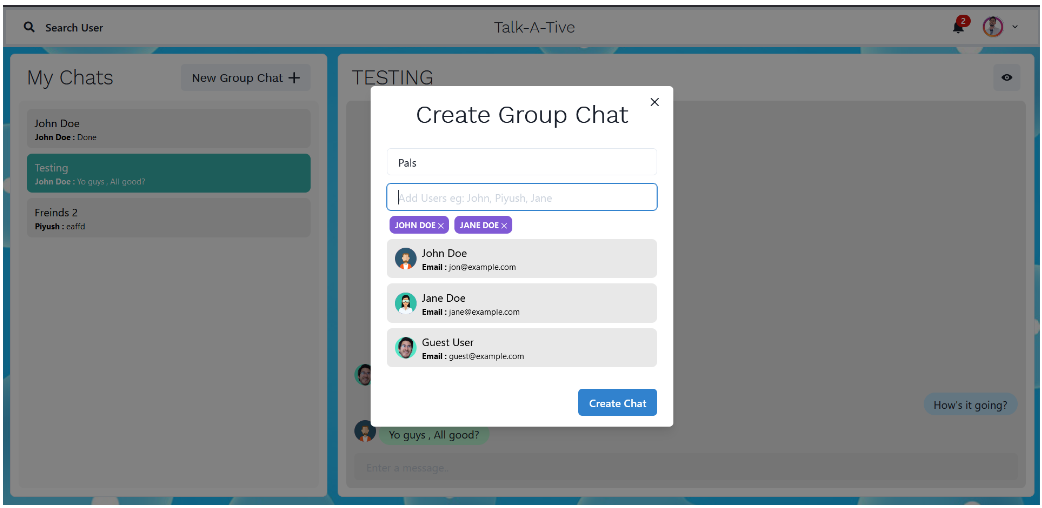 Search User
Talk-A-Tive
2
My Chats
New Group Chat +
TESTING
John Doe
John Doe : Done
Testing
John Doe : Yo guys , All good?
Freinds 2
Piyush : eaffd
Create Group Chat
Pals
Add Users eg: John, Piyush, Jane
JOHN DOE
JANE DOE
John Doe
Email : jon@example.com
Jane Doe
Email : jane@example.com
Guest User
Email : guest@example.com
Create Chat
How's it going?
Yo guys , All good?
Enter a message..